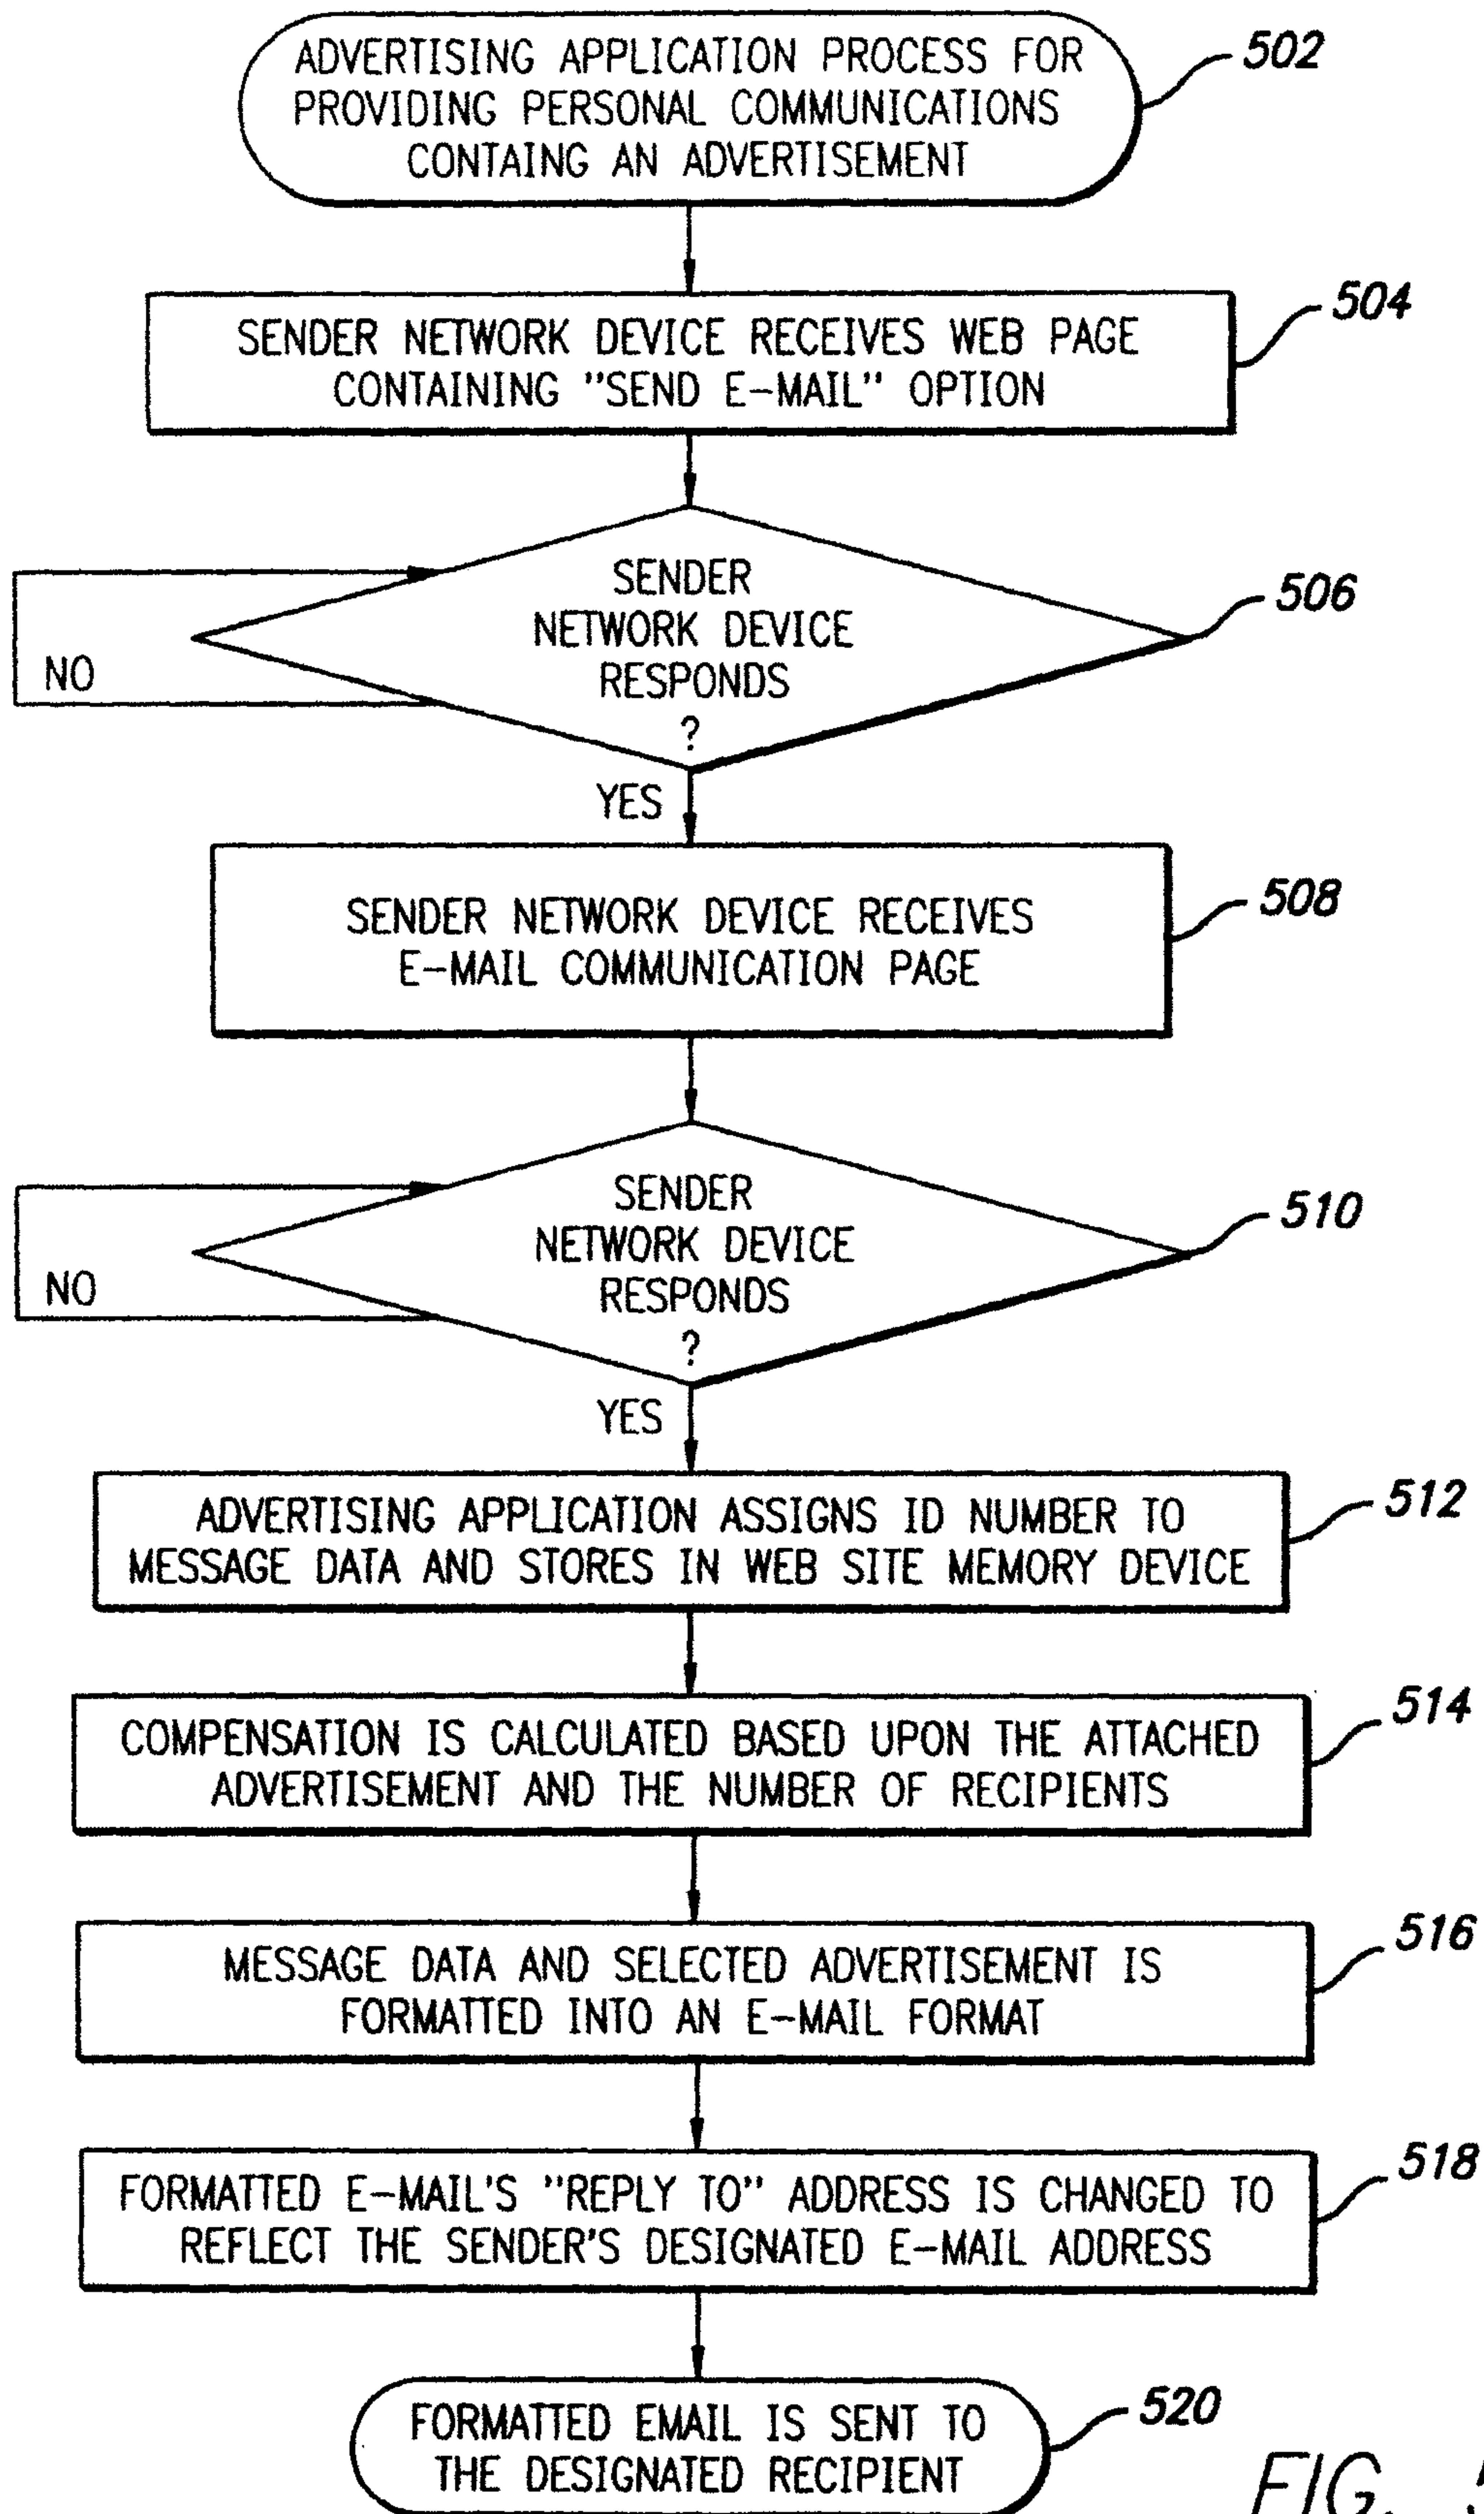 ADVERTISING APPLICATION PROCESS FOR
PROVIDING PERSONAL COMMUNICATIONS
CONTAING AN ADVERTISEMENT
502
SENDER NETWORK DEVICE RECEIVES WEB PAGE
CONTAINING "SEND E-MAIL" OPTION
504
SENDER
NETWORK DEVICE
RESPONDS
?
506
NO
YES
SENDER NETWORK DEVICE RECEIVES
E-MAIL COMMUNICATION PAGE
508
SENDER
NETWORK DEVICE
RESPONDS
?
510
NO
YES
ADVERTISING APPLICATION ASSIGNS ID NUMBER TO
MESSAGE DATA AND STORES IN WEB SITE MEMORY DEVICE
512
COMPENSATION IS CALCULATED BASED UPON THE ATTACHED
ADVERTISEMENT AND THE NUMBER OF RECIPIENTS
514
MESSAGE DATA AND SELECTED ADVERTISEMENT IS
FORMATTED INTO AN E-MAIL FORMAT
516
FORMATTED E-MAIL'S "REPLY TO" ADDRESS IS CHANGED TO
REFLECT THE SENDER'S DESIGNATED E-MAIL ADDRESS
518
FORMATTED EMAIL IS SENT TO
THE DESIGNATED RECIPIENT
520
FIG.